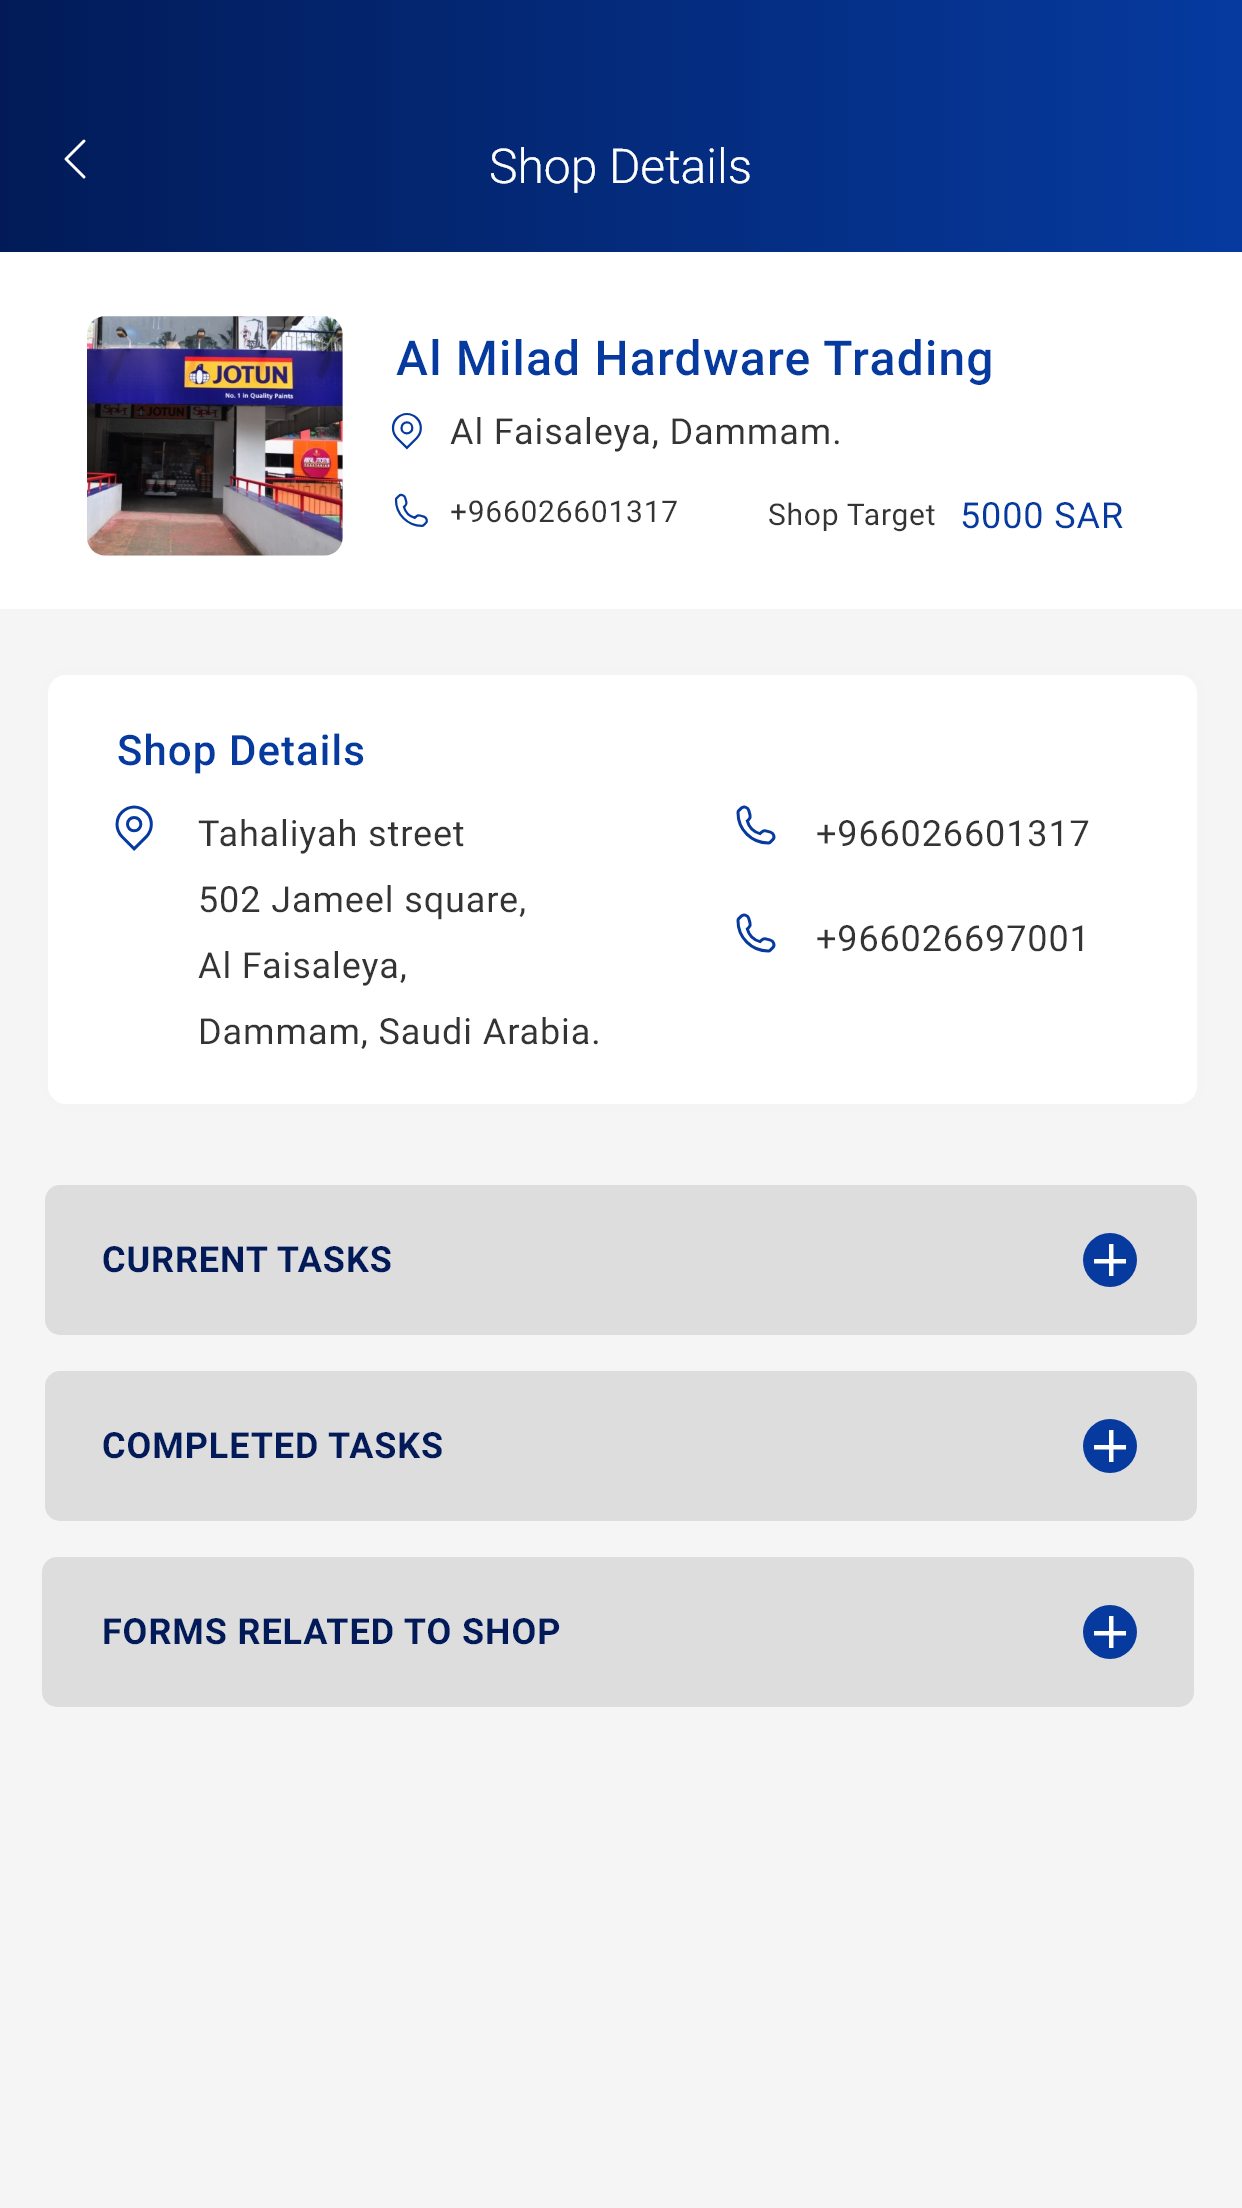 Shop Details
JOTUN
No. 1 in Quality Paints
JOTUN
Al Milad Hardware Trading
Al Faisaleya, Dammam.
+966026601317
Shop Target 5000 SAR
Shop Details
Tahaliyah street
502 Jameel square,
Al Faisaleya,
Dammam, Saudi Arabia.
+966026601317
+966026697001
CURRENT TASKS
COMPLETED TASKS
FORMS RELATED TO SHOP